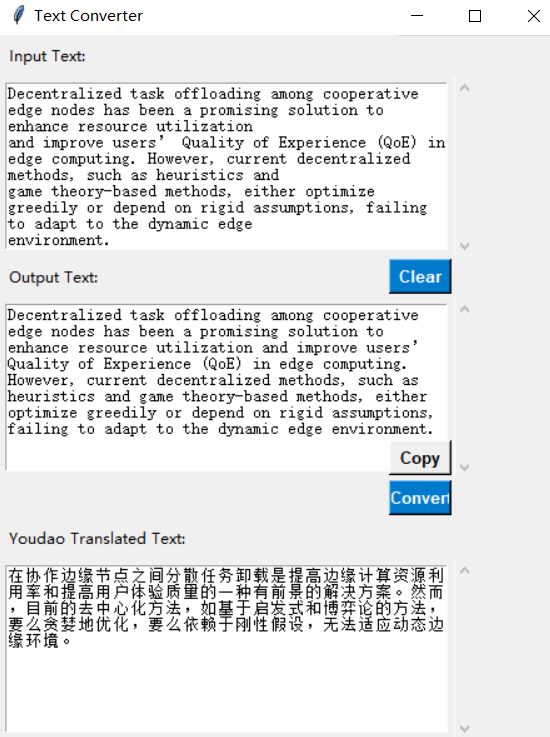 Text Converter
Input Text:
Decentralized task offloading among cooperative
edge nodes has been a promising solution to
enhance resource utilization
and improve users’ Quality of Experience (QoE) in
edge computing. However, current decentralized
methods, such as heuristics and
game theory-based methods, either optimize
greedily or depend on rigid assumptions, failing
to adapt to the dynamic edge
environment.
Clear
Output Text:
Decentralized task offloading among cooperative
edge nodes has been a promising solution to
enhance resource utilization and improve users’
Quality of Experience (QoE) in edge computing.
However, current decentralized methods, such as
heuristics and game theory-based methods, either
optimize greedily or depend on rigid assumptions,
failing to adapt to the dynamic edge environment.
Copy
Convert
Youdao Translated Text:
在协作边缘节点之间分散任务卸载是提高边缘计算资源利
用率和提高用户体验质量的一种有前景的解决方案。然而
，目前的去中心化方法，如基于启发式和博弈论的方法，
要么贪婪地优化，要么依赖于刚性假设，无法适应动态边
缘环境。